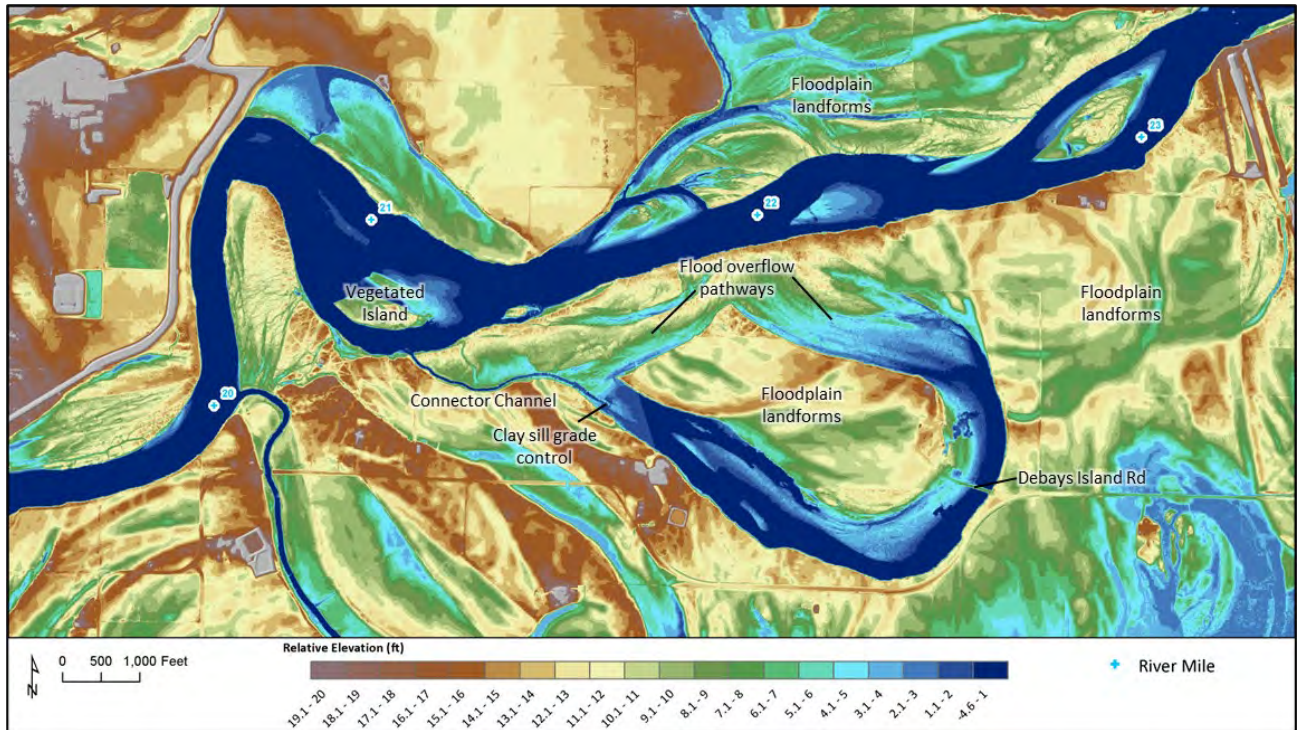 Floodplain
landforms
23
22
21
Flood overflow
pathways
Vegetated
Island
Floodplain
landforms
20
Connector Channel
Floodplain
landforms
Clay sill grade
control
Debays Island Rd
Relative Elevation (ft)
N
0 500 1,000 Feet
19.1 - 20
18.1 - 19
17.1 - 18
16.1 - 17
15.1 - 16
14.1 - 15
13.1 - 14
12.1 - 13
11.1 - 12
10.1 - 11
9.1 - 10
8.1 - 9
7.1 - 8
6.1 - 7
5.1 - 6
4.1 - 5
3.1 - 4
2.1 - 3
1.1 - 2
-4.6 - 1
River Mile